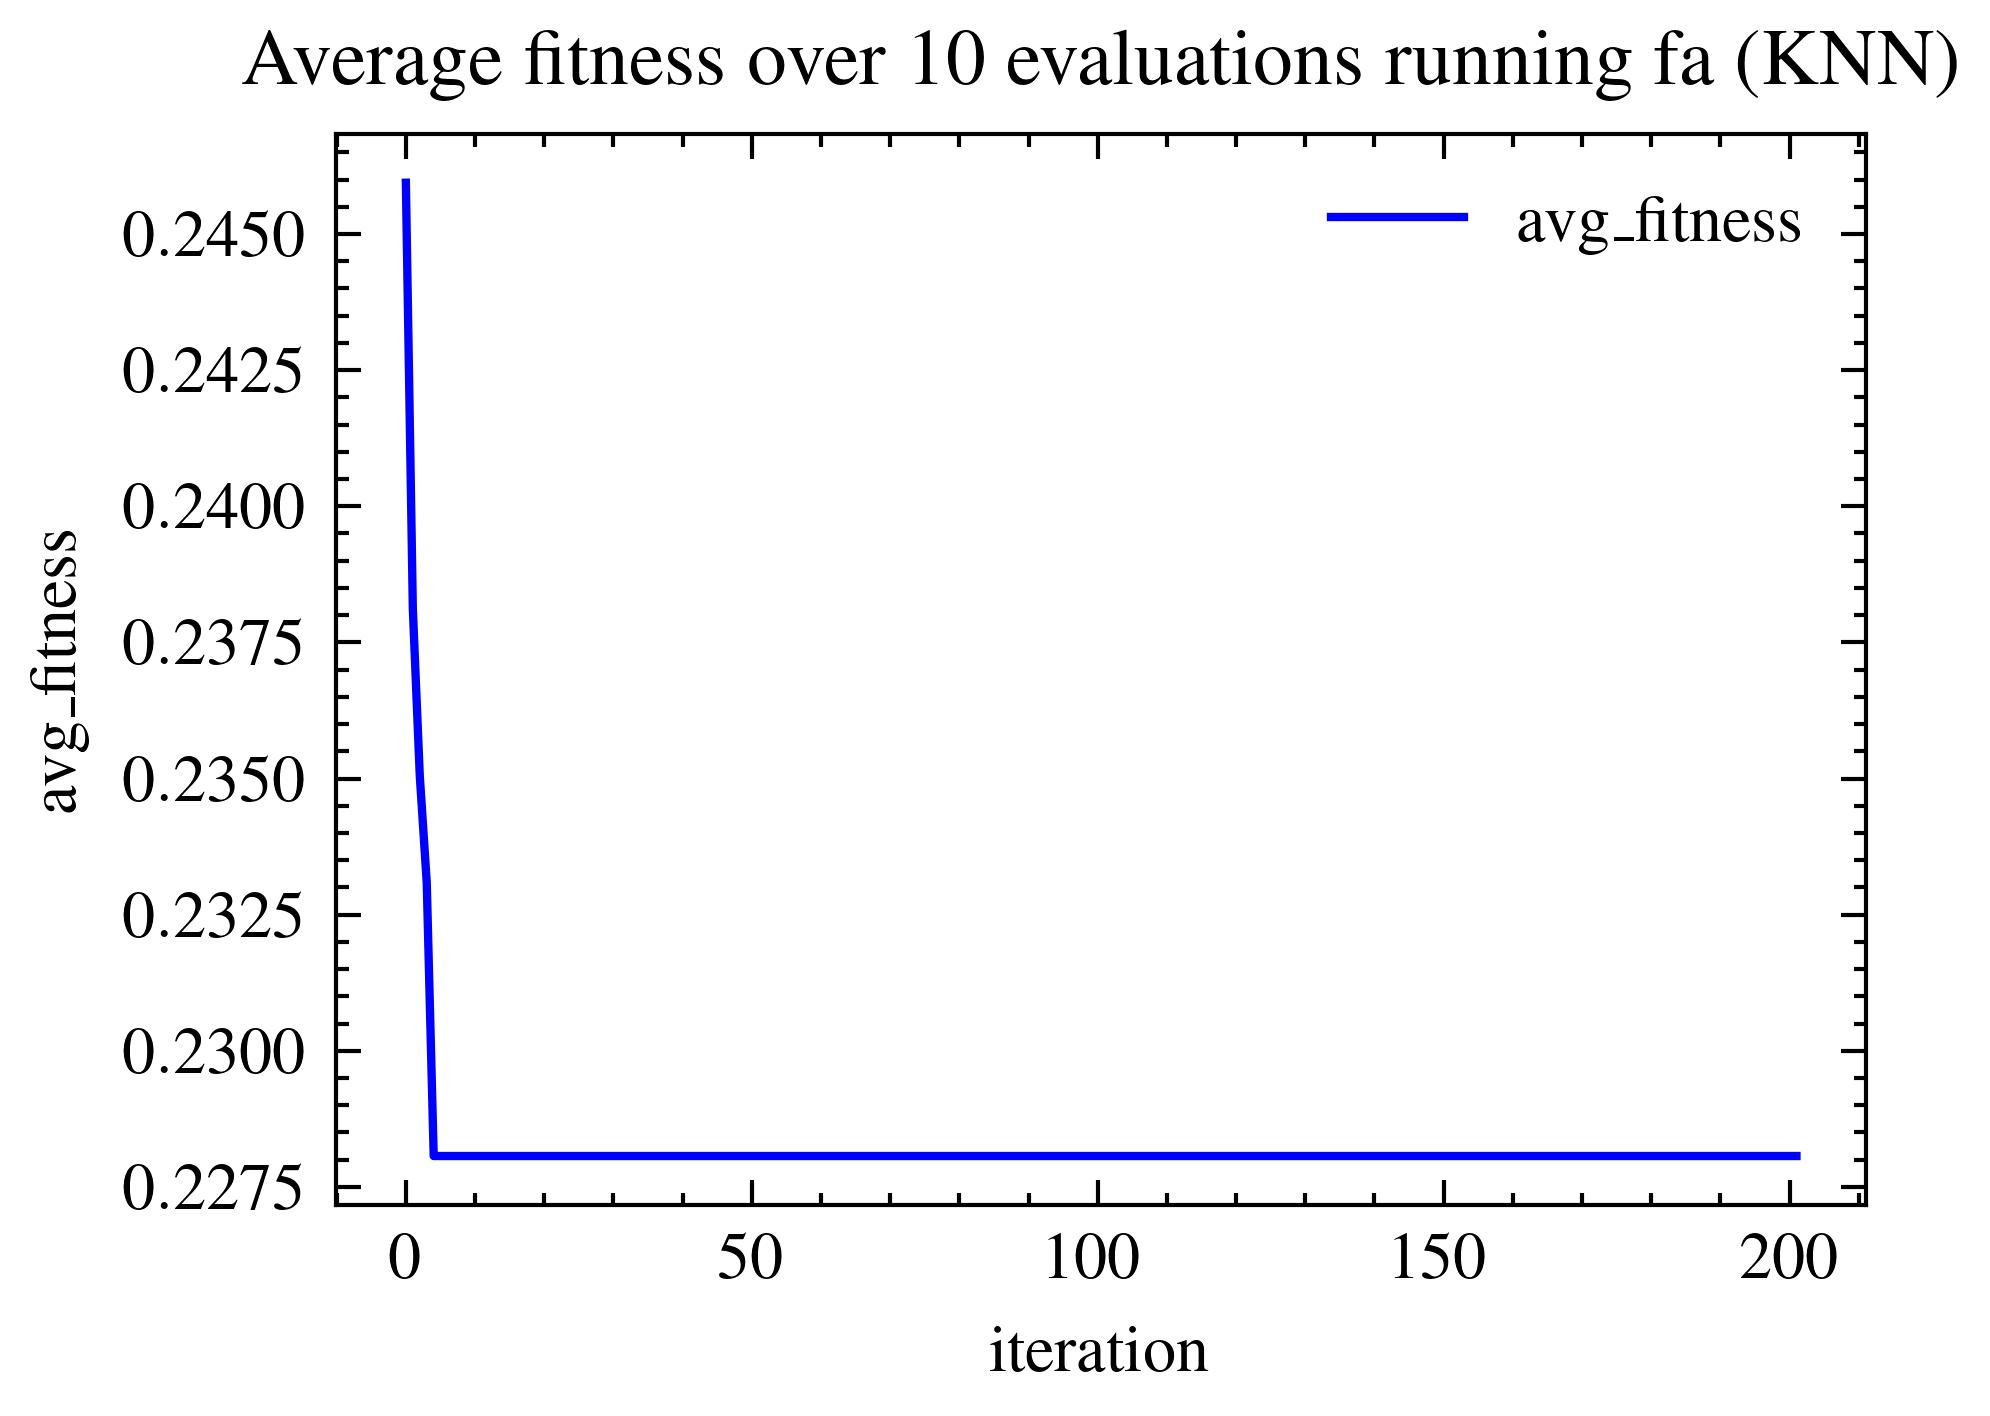 Average fitness over 10 evaluations running fa (KNN)
avg_fitness
0.2450
0.2425
0.2400
0.2375
0.2350
0.2325
0.2300
0.2275
avg_fitness
0 50 100 150 200
iteration